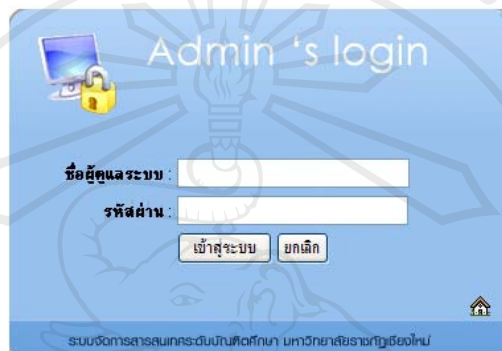 Admin 's login
ชื่อผู้ดูแลระบบ :
รหัสผ่าน :
เข้าสู่ระบบ ยกเลิก
ระบบจัดการสารสนเทศระดับบัณฑิตศึกษา มหาวิทยาลัยราชภัฏเชียงใหม่